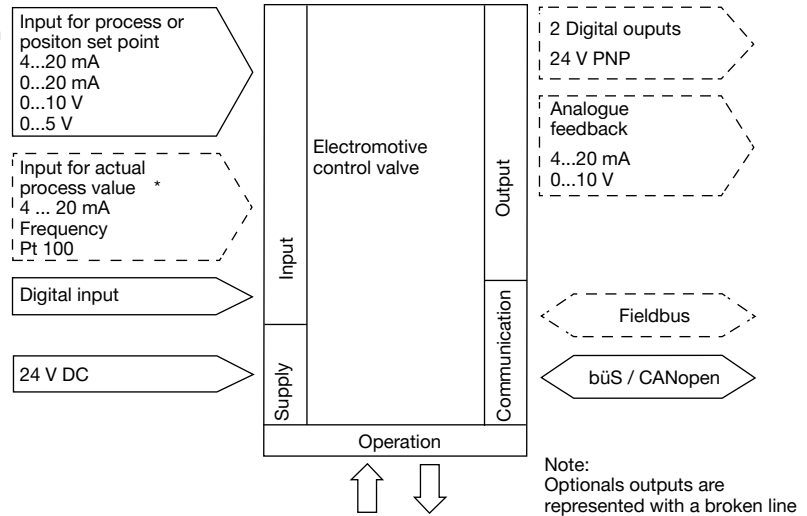 Input for process or
positon set point
4...20 mA
0...20 mA
0...10 V
0...5 V
Input for actual
process value *
4 ... 20 mA
Frequency
Pt 100
Digital input
24 V DC
Input
Supply
Electromotive
control valve
Output
Communication
Operation
2 Digital ouputs
24 V PNP
Analogue
feedback
4...20 mA
0...10 V
Fieldbus
büS / CANopen
Note:
Optionals outputs are
represented with a broken line